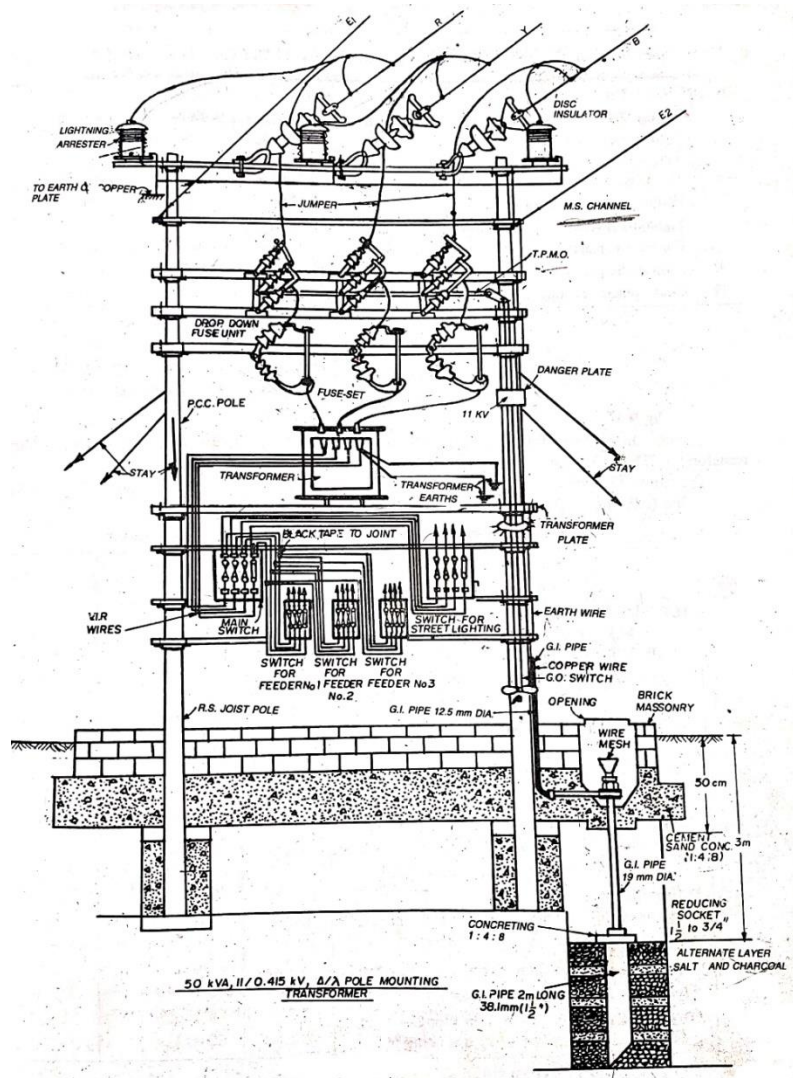 E1
R
Y
B
E2
LIGHTNING
ARRESTER
DISC
INSULATOR
TO EARTH
COPPER
PLATE
JUMPER
M.S. CHANNEL
T.P.M.O.
DROP DOWN
FUSE UNIT
FUSE-SET
DANGER PLATE
11 KV
P.C.C. POLE
STAY
STAY
TRANSFORMER
TRANSFORMER
EARTHS
TRANSFORMER
PLATE
BLACK TAPE TO JOINT
V.I.R
WIRES
MAIN
SWITCH
SWITCH FOR
STREET LIGHTING
EARTH WIRE
G.I. PIPE
COPPER WIRE
G.O. SWITCH
SWITCH
FOR
FEEDER No 1
SWITCH
FOR
FEEDER
No.2
SWITCH
FOR
FEEDER No 3
R.S. JOIST POLE
G.I. PIPE 12.5 mm DIA.
OPENING
BRICK
MASSONRY
WIRE
MESH
50 cm
3m
CEMENT
SAND CONC.
(1:4:8)
G.I. PIPE
19 mm DIA.
REDUCING
SOCKET
1 1/2 to 3/4"
CONCRETING
1 : 4 : 8
ALTERNATE LAYER
SALT AND CHARCOAL
G.I. PIPE 2m LONG
38.1mm (1 1/2")
50 kVA, 11/0.415 kV, Δ/λ POLE MOUNTING
TRANSFORMER